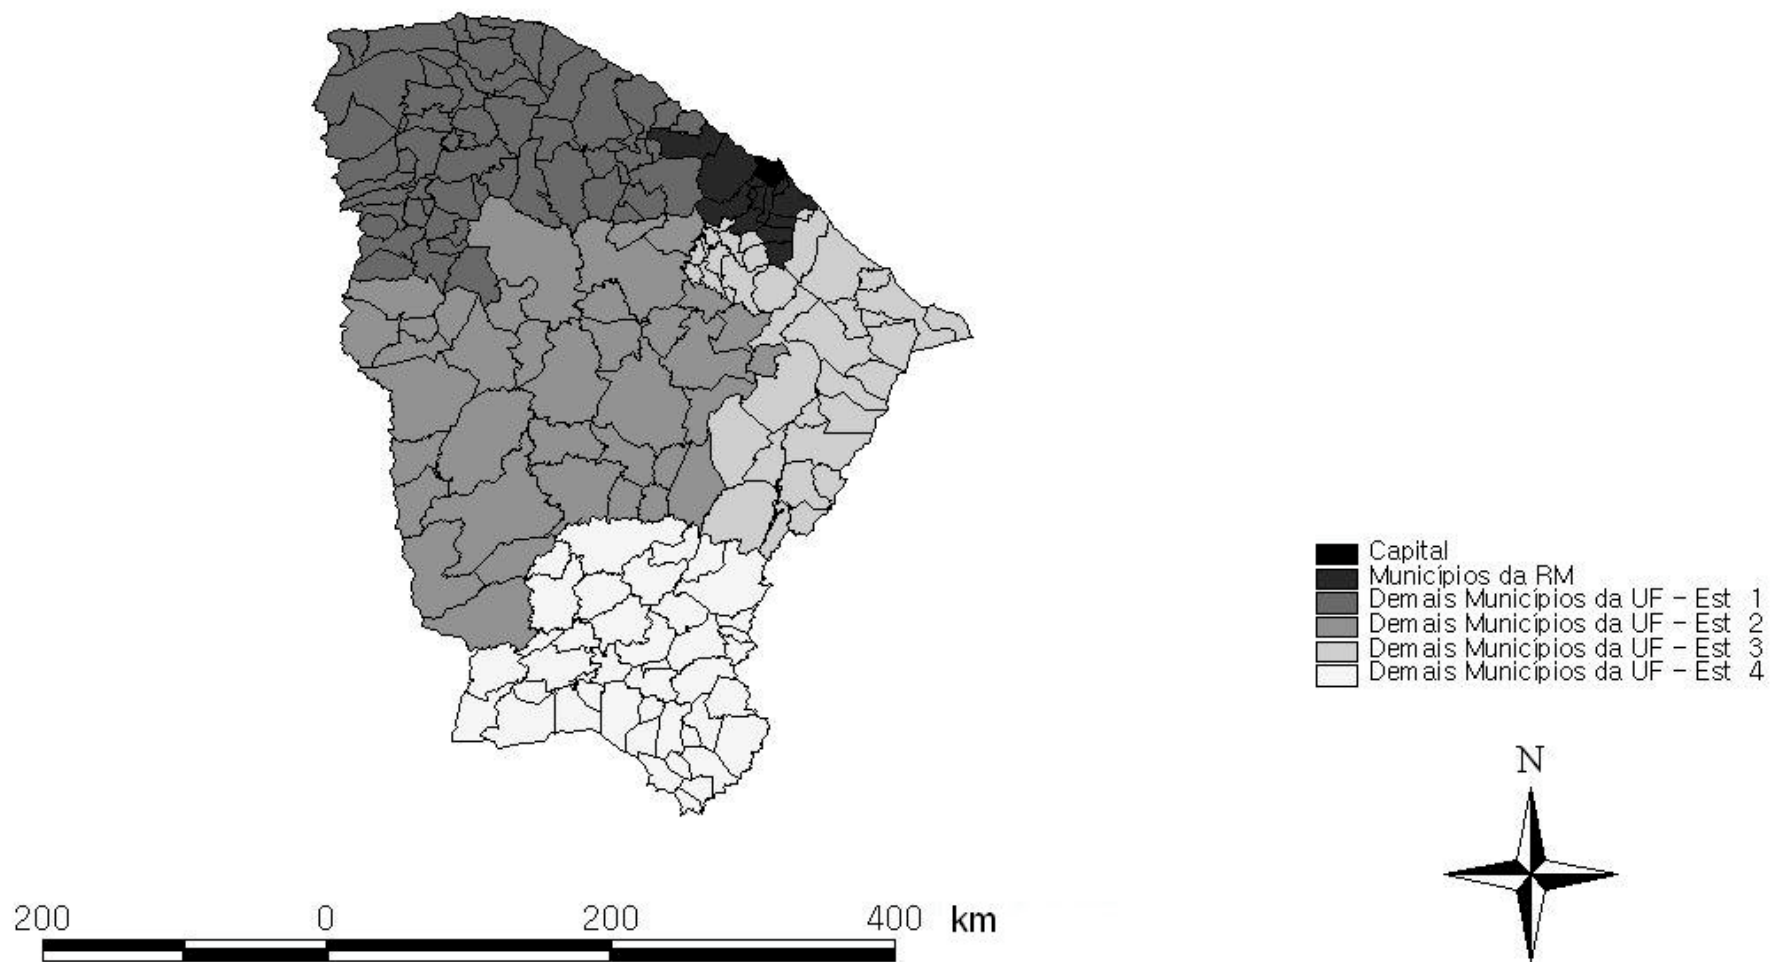 Capital
Municípios da RM
Demais Municípios da UF - Est 1
Demais Municípios da UF - Est 2
Demais Municípios da UF - Est 3
Demais Municípios da UF - Est 4
N
200 0 200 400 km